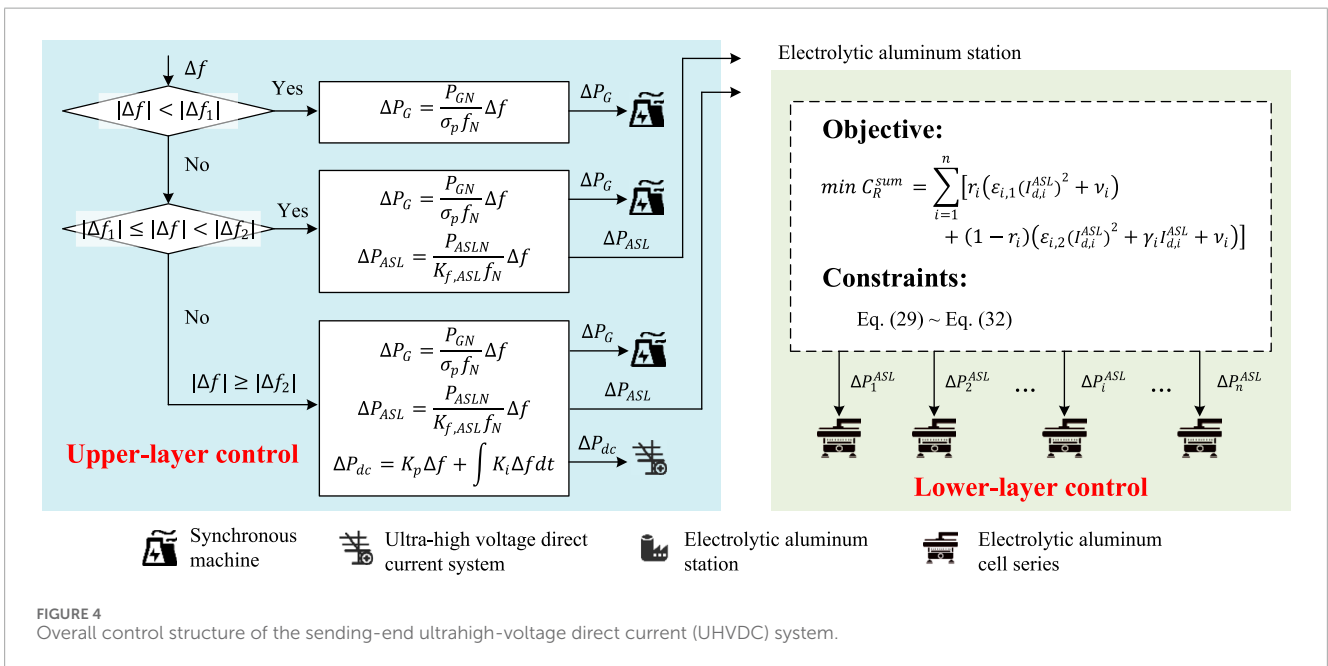 Δf
|Δf| < |Δf₁|
Yes
ΔP_G = P_GN / (σ_p f_N) Δf
ΔP_G
No
|Δf₁| ≤ |Δf| < |Δf₂|
Yes
ΔP_G = P_GN / (σ_p f_N) Δf
ΔP_ASL = P_ASLN / (K_{f,ASL} f_N) Δf
ΔP_G
ΔP_ASL
No
|Δf| ≥ |Δf₂|
ΔP_G = P_GN / (σ_p f_N) Δf
ΔP_ASL = P_ASLN / (K_{f,ASL} f_N) Δf
ΔP_dc = K_p Δf + ∫ K_i Δf dt
ΔP_G
ΔP_ASL
ΔP_dc
Upper-layer control
Electrolytic aluminum station
Objective:
min C_R^{sum} = ∑_{i=1}^{n} [r_i(ε_{i,1}(I_{d,i}^{ASL})² + ν_i)
+ (1 − r_i)(ε_{i,2}(I_{d,i}^{ASL})² + γ_i I_{d,i}^{ASL} + ν_i)]
Constraints:
Eq. (29) ~ Eq. (32)
ΔP_1^{ASL} ΔP_2^{ASL} ... ΔP_i^{ASL} ... ΔP_n^{ASL}
Lower-layer control
Synchronous
machine
Ultra-high voltage direct
current system
Electrolytic aluminum
station
Electrolytic aluminum
cell series
FIGURE 4
Overall control structure of the sending-end ultrahigh-voltage direct current (UHVDC) system.